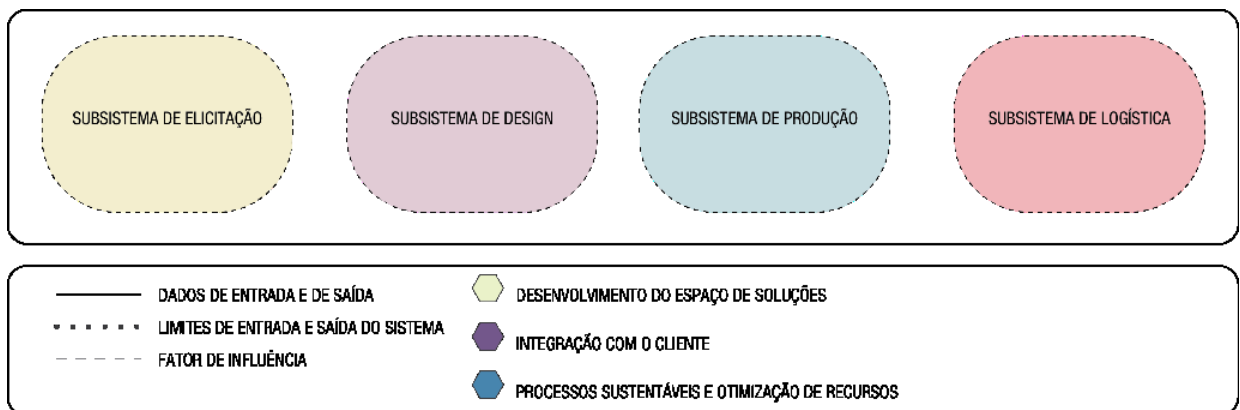 SUBSISTEMA DE ELICITAÇÃO
SUBSISTEMA DE DESIGN
SUBSISTEMA DE PRODUÇÃO
SUBSISTEMA DE LOGÍSTICA
DADOS DE ENTRADA E DE SAÍDA
LIMITES DE ENTRADA E SAÍDA DO SISTEMA
FATOR DE INFLUÊNCIA
DESENVOLVIMENTO DO ESPAÇO DE SOLUÇÕES
INTEGRAÇÃO COM O CLIENTE
PROCESSOS SUSTENTÁVEIS E OTIMIZAÇÃO DE RECURSOS